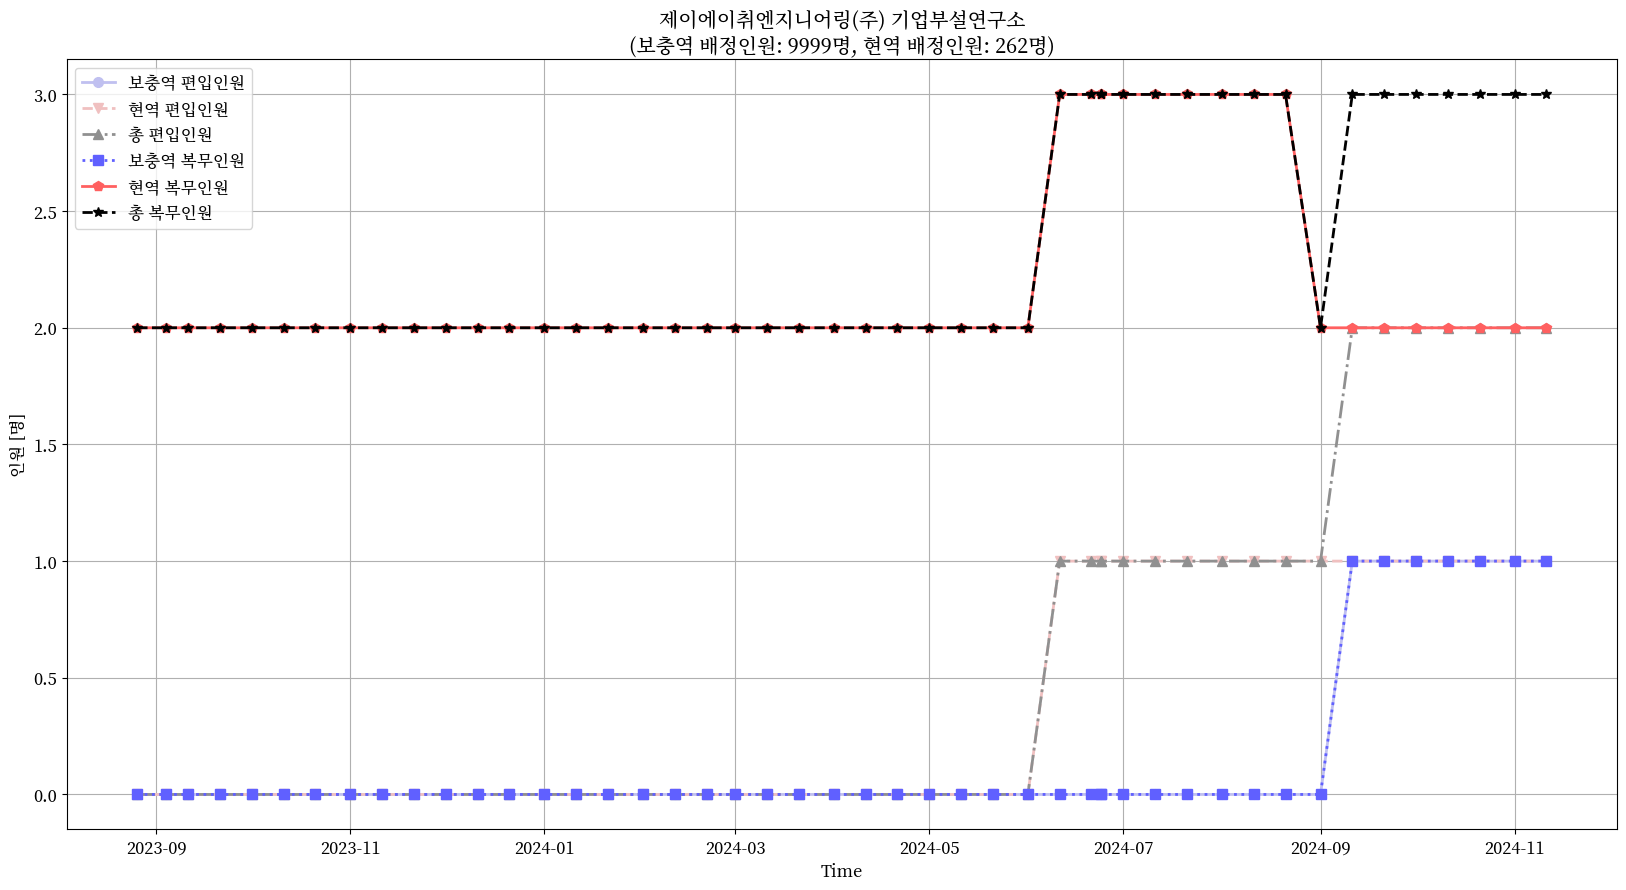 제이에이취엔지니어링(주) 기업부설연구소
(보충역 배정인원: 9999명, 현역 배정인원: 262명)
보충역 편입인원
현역 편입인원
총 편입인원
보충역 복무인원
현역 복무인원
총 복무인원
3.0
2.5
2.0
1.5
1.0
0.5
0.0
인원 [명]
2023-09
2023-11
2024-01
2024-03
2024-05
2024-07
2024-09
2024-11
Time